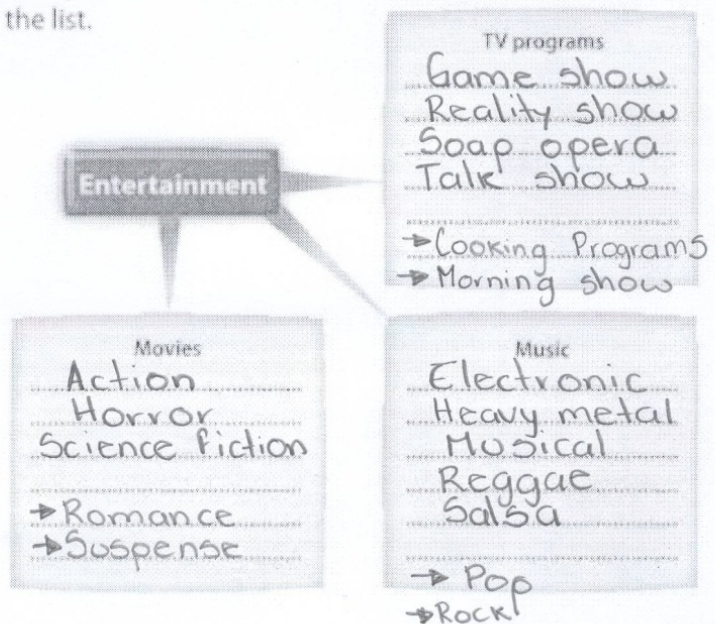 the list.
TV programs
Game show
Reality show
Soap opera
Talk show
→Cooking Programs
→Morning show
Entertainment
Movies
Action
Horror
Science fiction
→Romance
→Suspense
Music
Electronic
Heavy metal
Musical
Reggae
Salsa
→Pop
→Rock